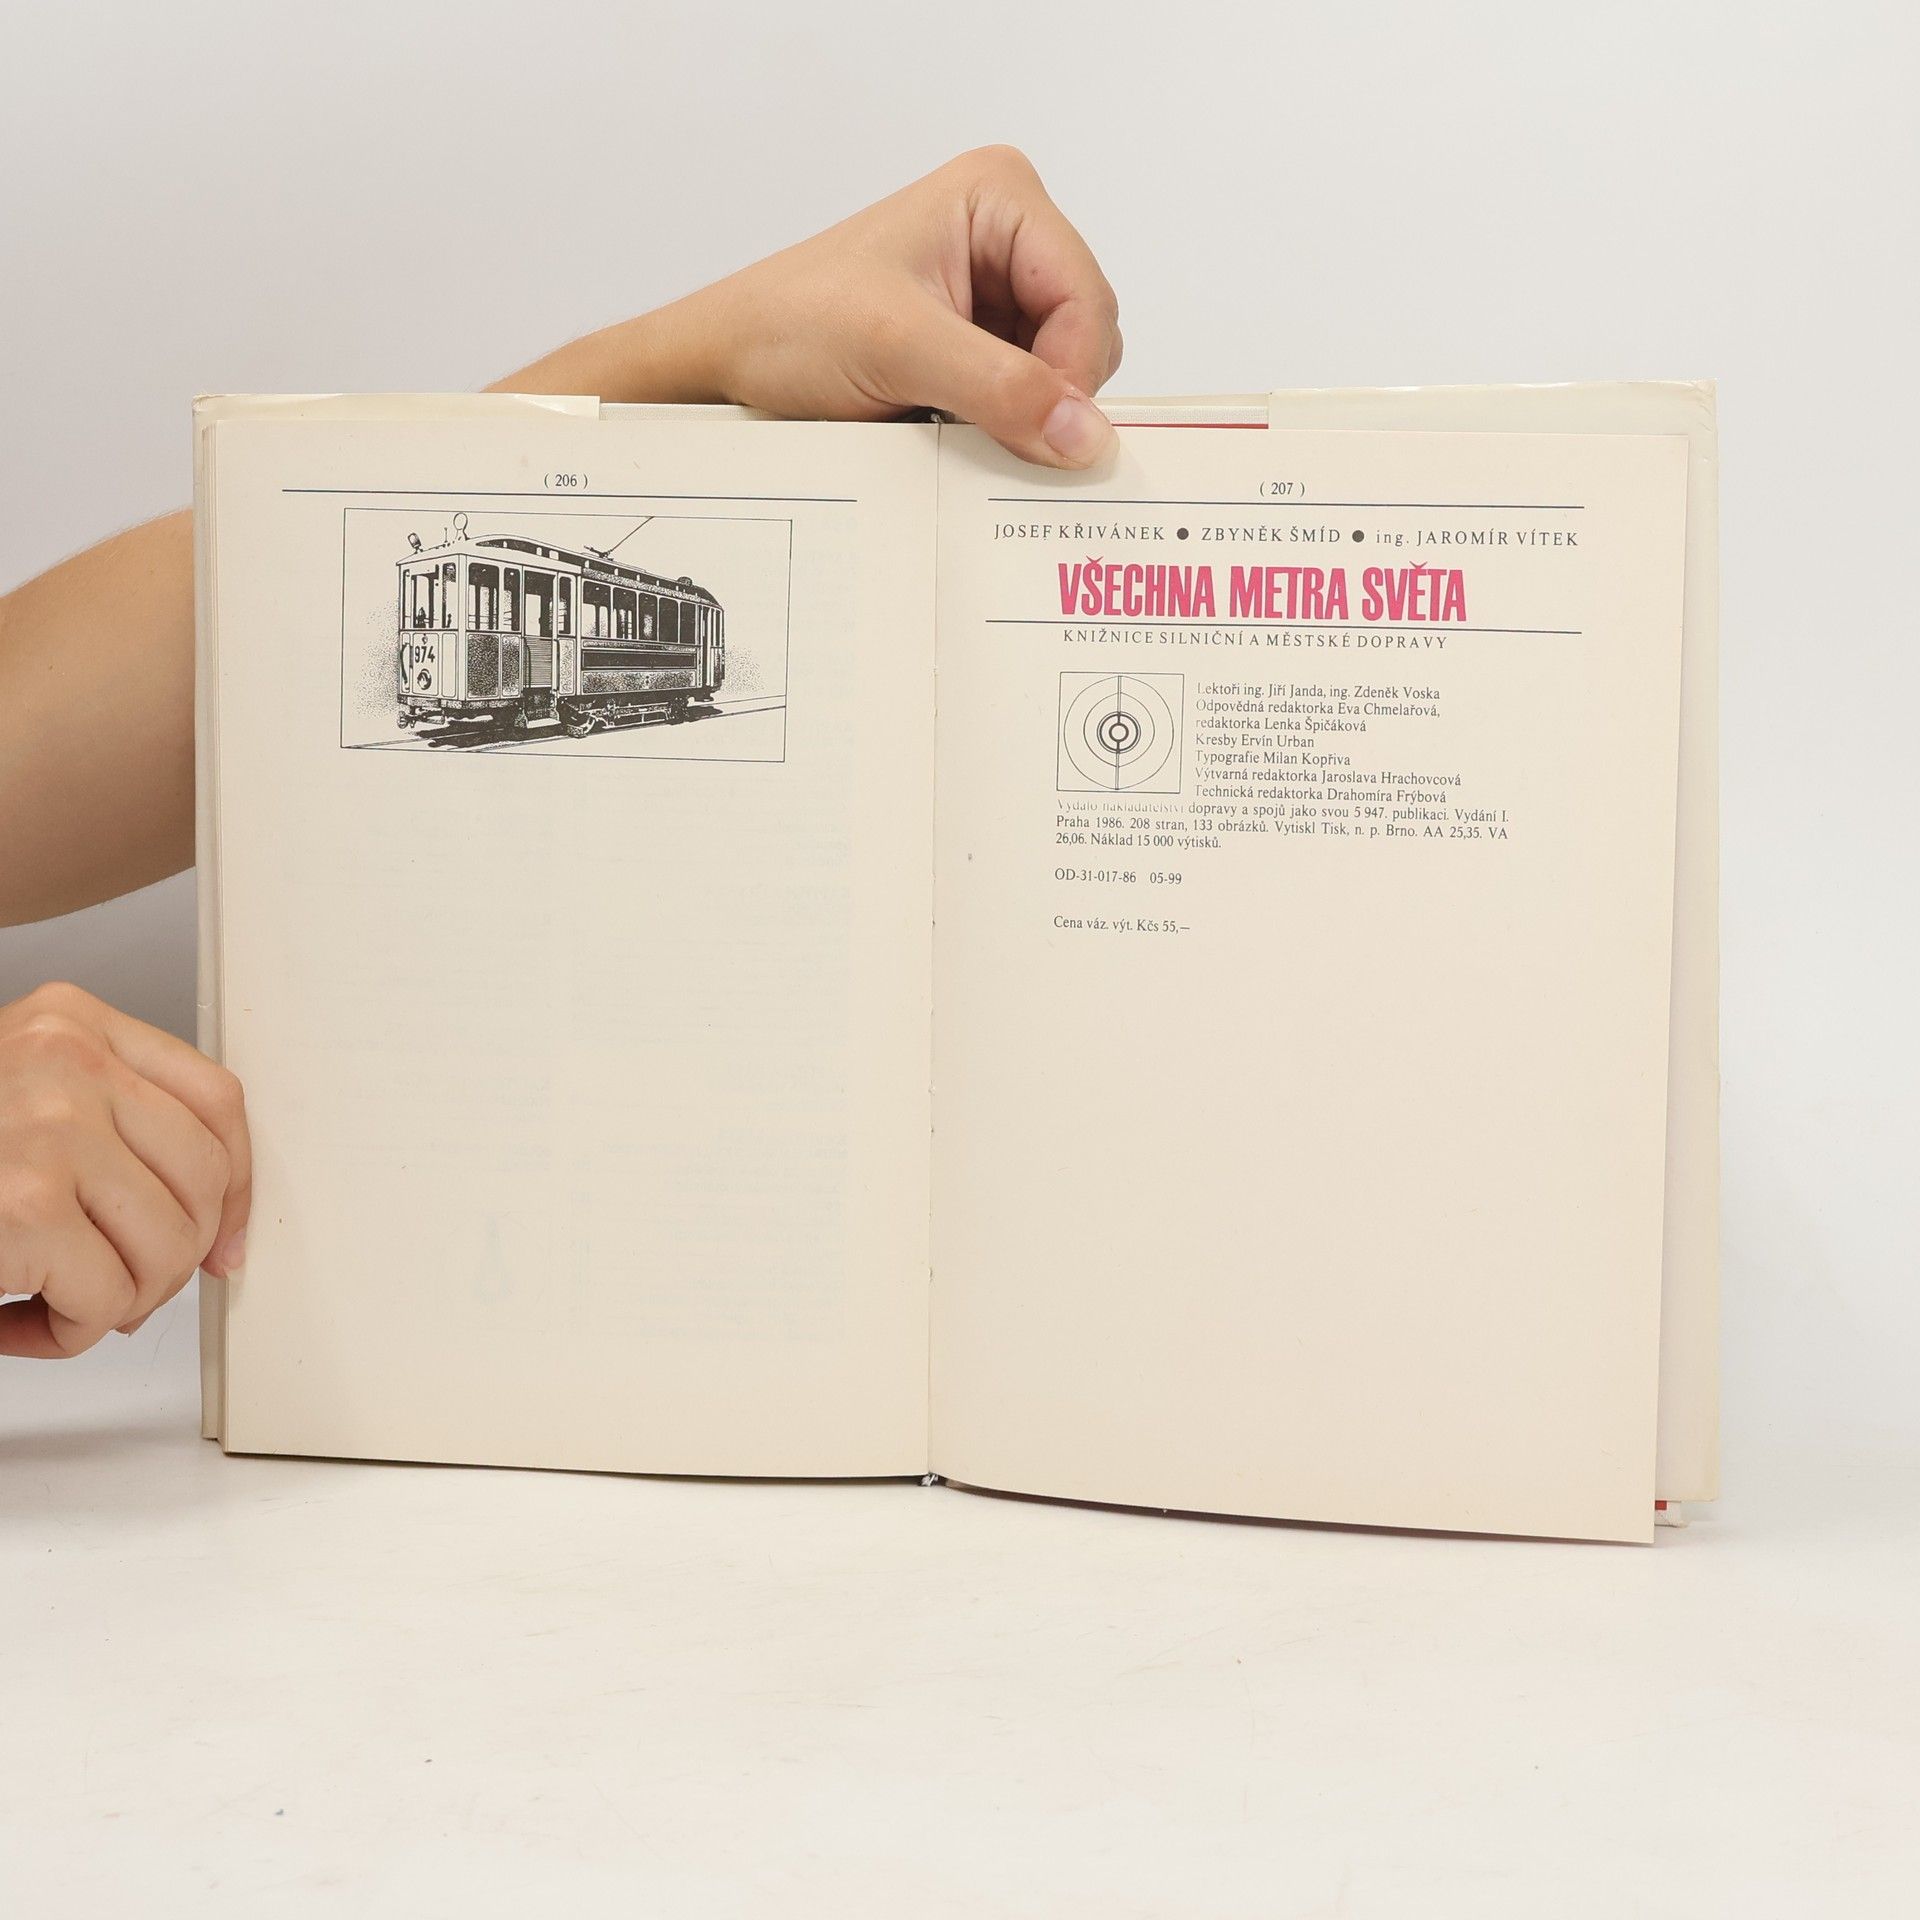 ( 206 )
974
( 207 )
JOSEF KŘIVÁNEK ● ZBYNĚK ŠMÍD ● ing. JAROMÍR VÍTEK
VŠECHNA METRA SVĚTA
KNIŽNICE SILNIČNÍ A MĚSTSKÉ DOPRAVY
Lektoři ing. Jiří Janda, ing. Zdeněk Voska
Odpovědná redaktorka Eva Chmelařová,
redaktorka Lenka Špičáková
Kresby Ervín Urban
Typografie Milan Kopřiva
Výtvarná redaktorka Jaroslava Hrachovcová
Technická redaktorka Drahomíra Frýbová
Vydalo nakladatelství dopravy a spojů jako svou 5 947. publikaci. Vydání I.
Praha 1986. 208 stran, 133 obrázků. Vytiskl Tisk, n. p. Brno. AA 25,35. VA
26,06. Náklad 15 000 výtisků.
OD-31-017-86 05-99
Cena váz. výt. Kčs 55,—